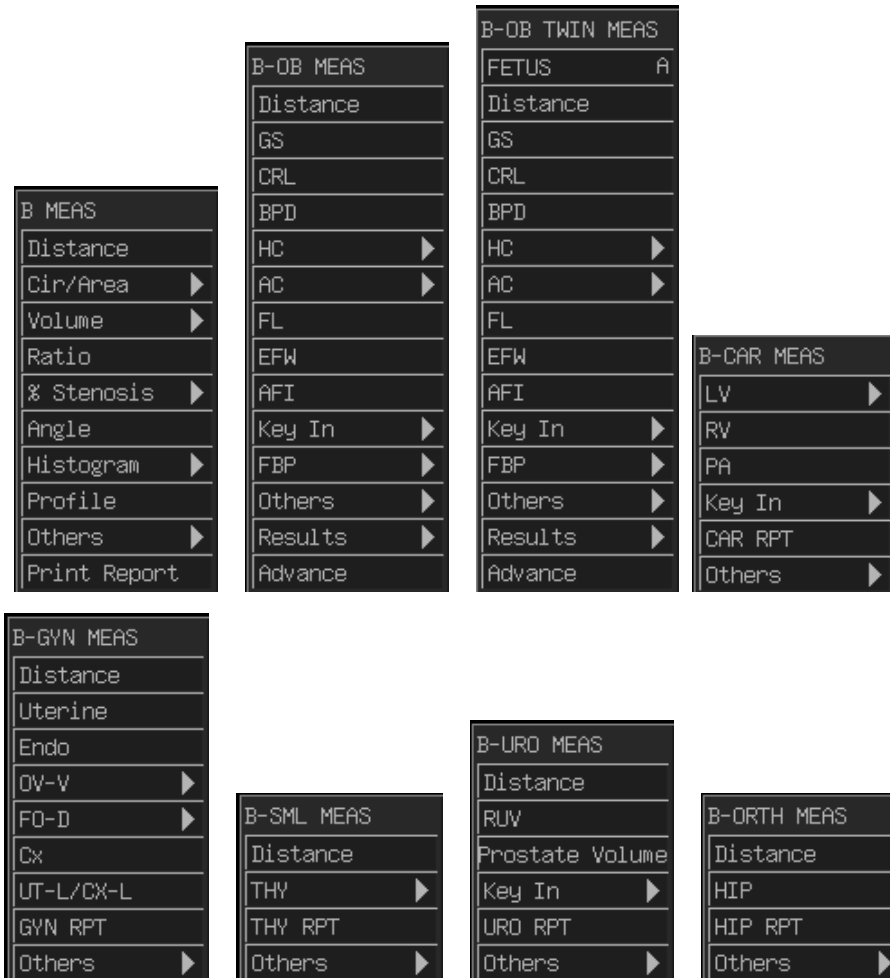 B MEAS
Distance
Cir/Area
Volume
Ratio
% Stenosis
Angle
Histogram
Profile
Others
Print Report
B-OB MEAS
Distance
GS
CRL
BPD
HC
AC
FL
EFW
AFI
Key In
FBP
Others
Results
Advance
B-OB TWIN MEAS
FETUS A
Distance
GS
CRL
BPD
HC
AC
FL
EFW
AFI
Key In
FBP
Others
Results
Advance
B-CAR MEAS
LV
RV
PA
Key In
CAR RPT
Others
B-GYN MEAS
Distance
Uterine
Endo
OV-V
FO-D
Cx
UT-L/CX-L
GYN RPT
Others
B-SML MEAS
Distance
THY
THY RPT
Others
B-URO MEAS
Distance
RUV
Prostate Volume
Key In
URO RPT
Others
B-ORTH MEAS
Distance
HIP
HIP RPT
Others